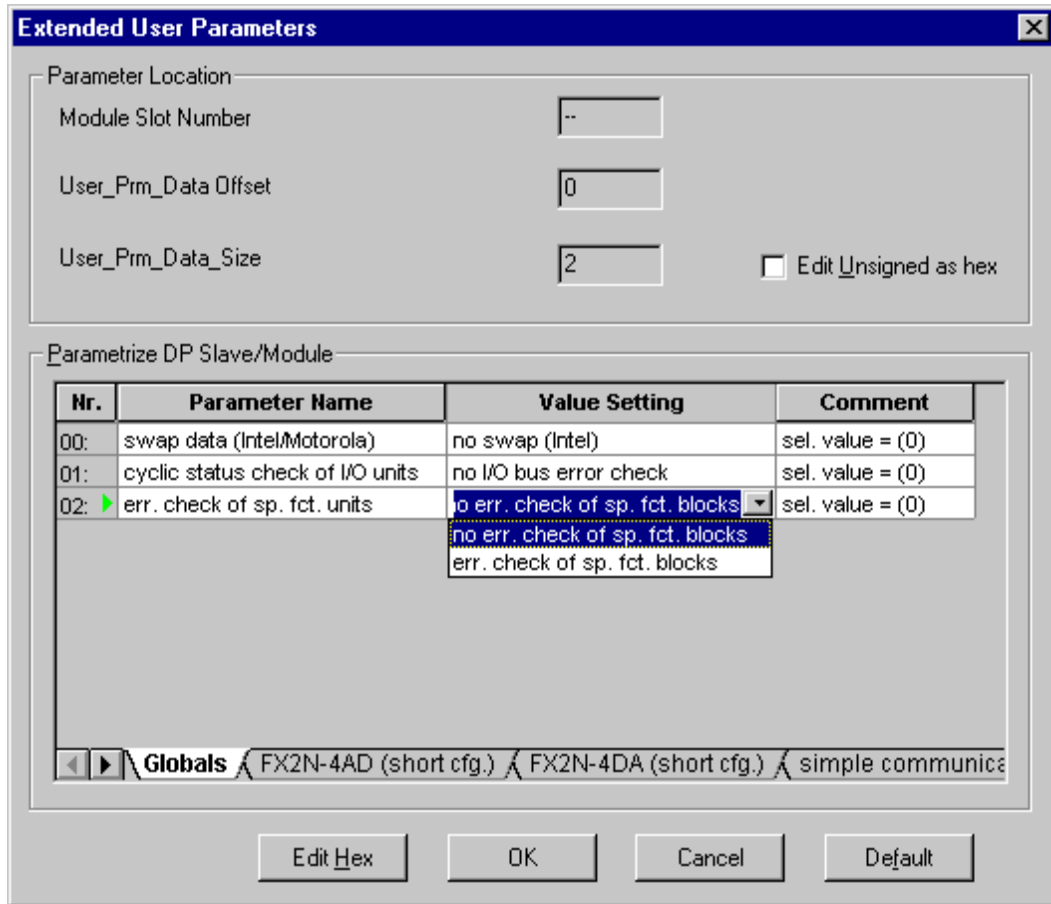 Extended User Parameters
Parameter Location
Module Slot Number --
User_Prm_Data Offset 0
User_Prm_Data_Size 2 Edit Unsigned as hex
Parametrize DP Slave/Module
Nr. Parameter Name Value Setting Comment
00: swap data (Intel/Motorola) no swap (Intel) sel. value = (0)
01: cyclic status check of I/O units no I/O bus error check sel. value = (0)
02: err. check of sp. fct. units o err. check of sp. fct. blocks sel. value = (0)
no err. check of sp. fct. blocks
err. check of sp. fct. blocks
Globals FX2N-4AD (short cfg.) FX2N-4DA (short cfg.) simple communica
Edit Hex OK Cancel Default